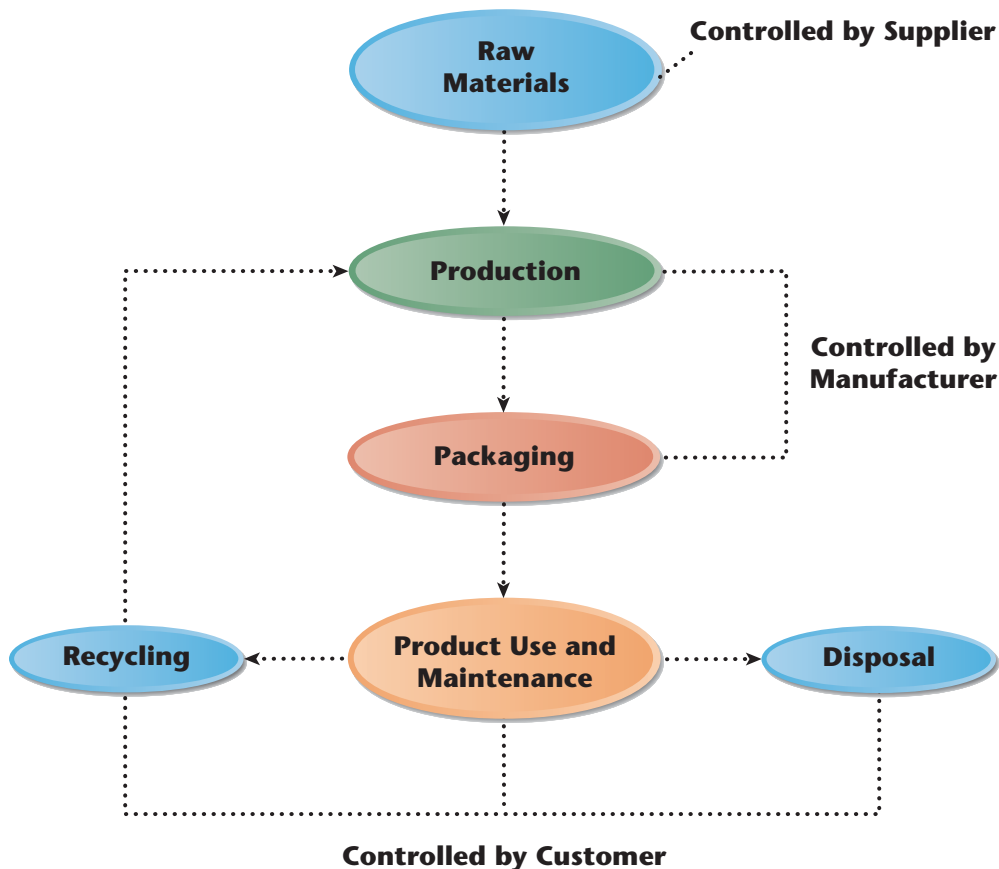 Controlled by Supplier
Raw
Materials
Production
Controlled by
Manufacturer
Packaging
Recycling
Product Use and
Maintenance
Disposal
Controlled by Customer